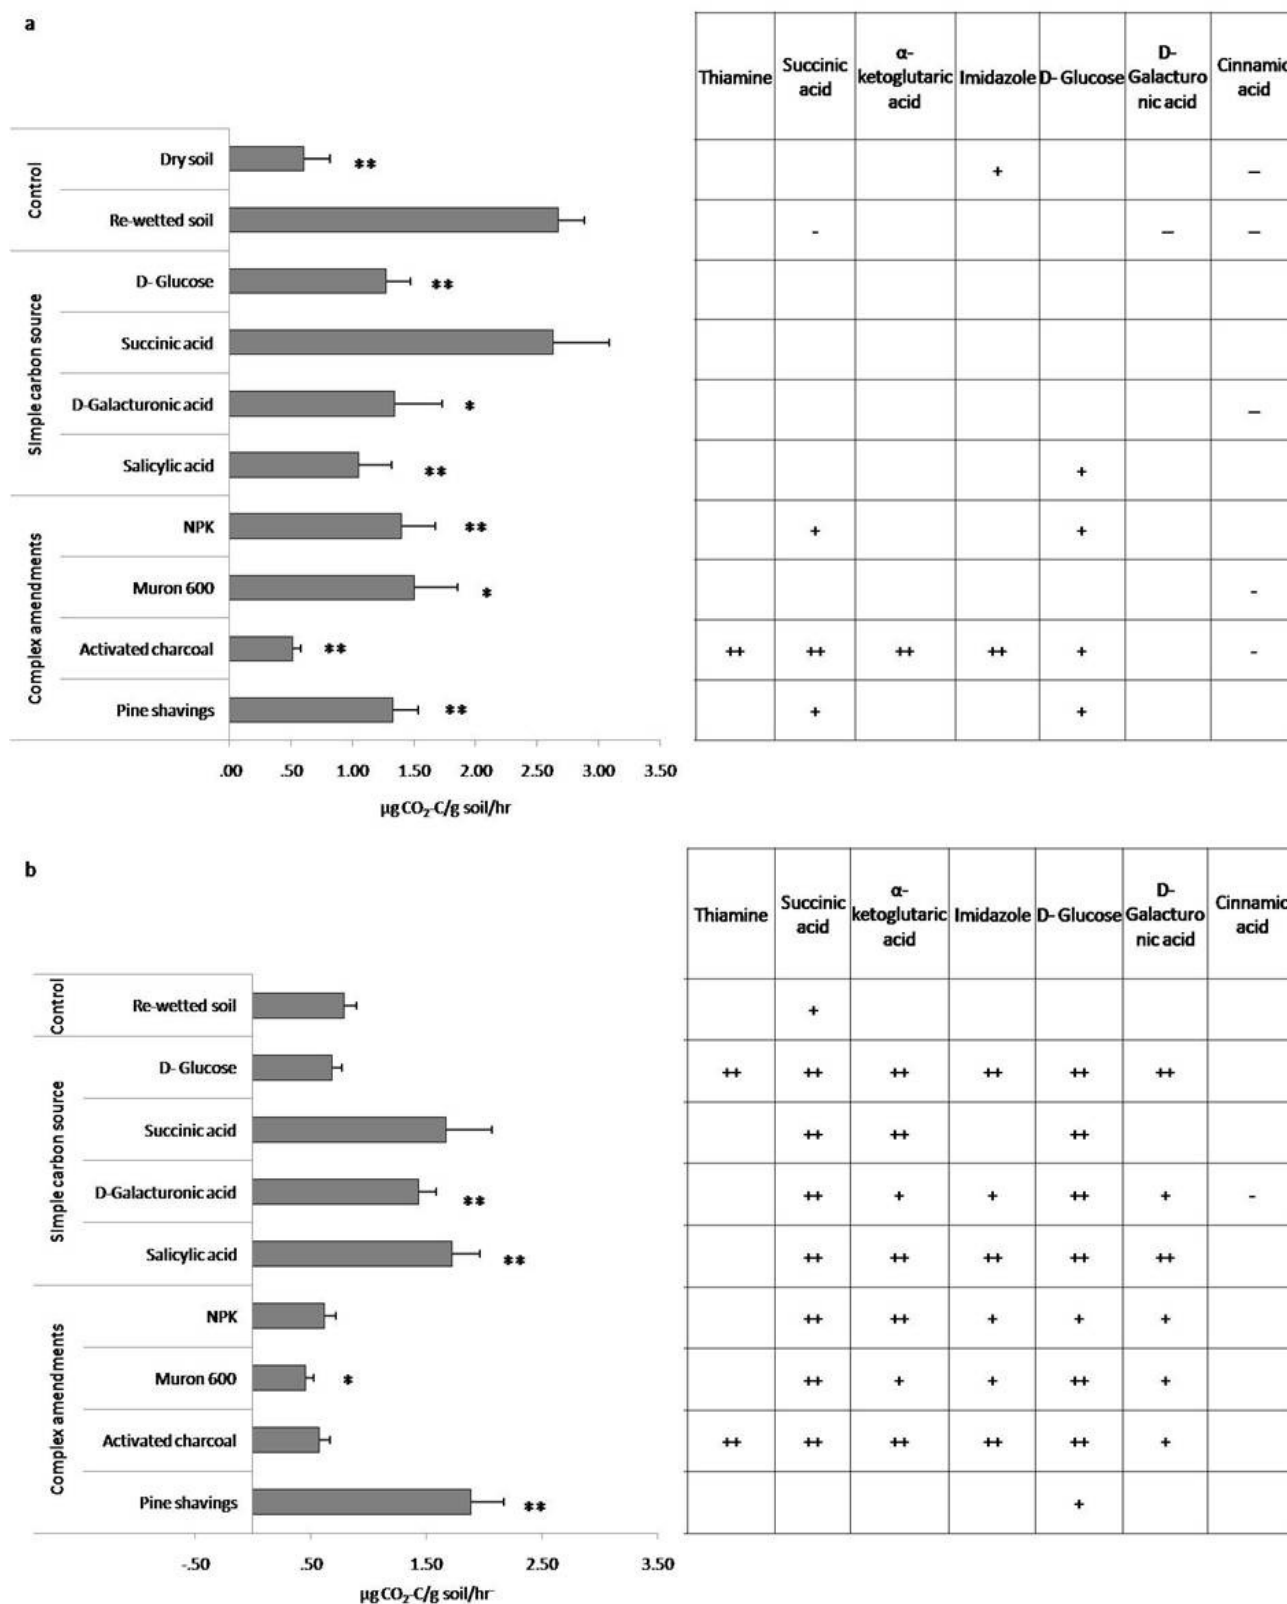 a
Thiamine
Succinic
acid
α-
ketoglutaric
acid
Imidazole
D- Glucose
D-
Galacturo
nic acid
Cinnamic
acid
Control
Dry soil
**
+
—
Re-wetted soil
-
—
—
Simple carbon source
D- Glucose
**
Succinic acid
D-Galacturonic acid
*
—
Salicylic acid
**
+
Complex amendments
NPK
**
+
+
Muron 600
*
-
Activated charcoal
**
++
++
++
++
+
-
Pine shavings
**
+
+
.00 .50 1.00 1.50 2.00 2.50 3.00 3.50
µg CO₂-C/g soil/hr
b
Thiamine
Succinic
acid
α-
ketoglutaric
acid
Imidazole
D- Glucose
D-
Galacturo
nic acid
Cinnamic
acid
Control
Re-wetted soil
+
Simple carbon source
D- Glucose
++
++
++
++
++
++
Succinic acid
++
++
++
D-Galacturonic acid
**
++
+
+
++
+
-
Salicylic acid
**
++
++
++
++
++
Complex amendments
NPK
++
++
+
+
+
Muron 600
*
++
+
+
++
+
Activated charcoal
++
++
++
++
++
+
Pine shavings
**
+
-.50 .50 1.50 2.50 3.50
µg CO₂-C/g soil/hr⁻